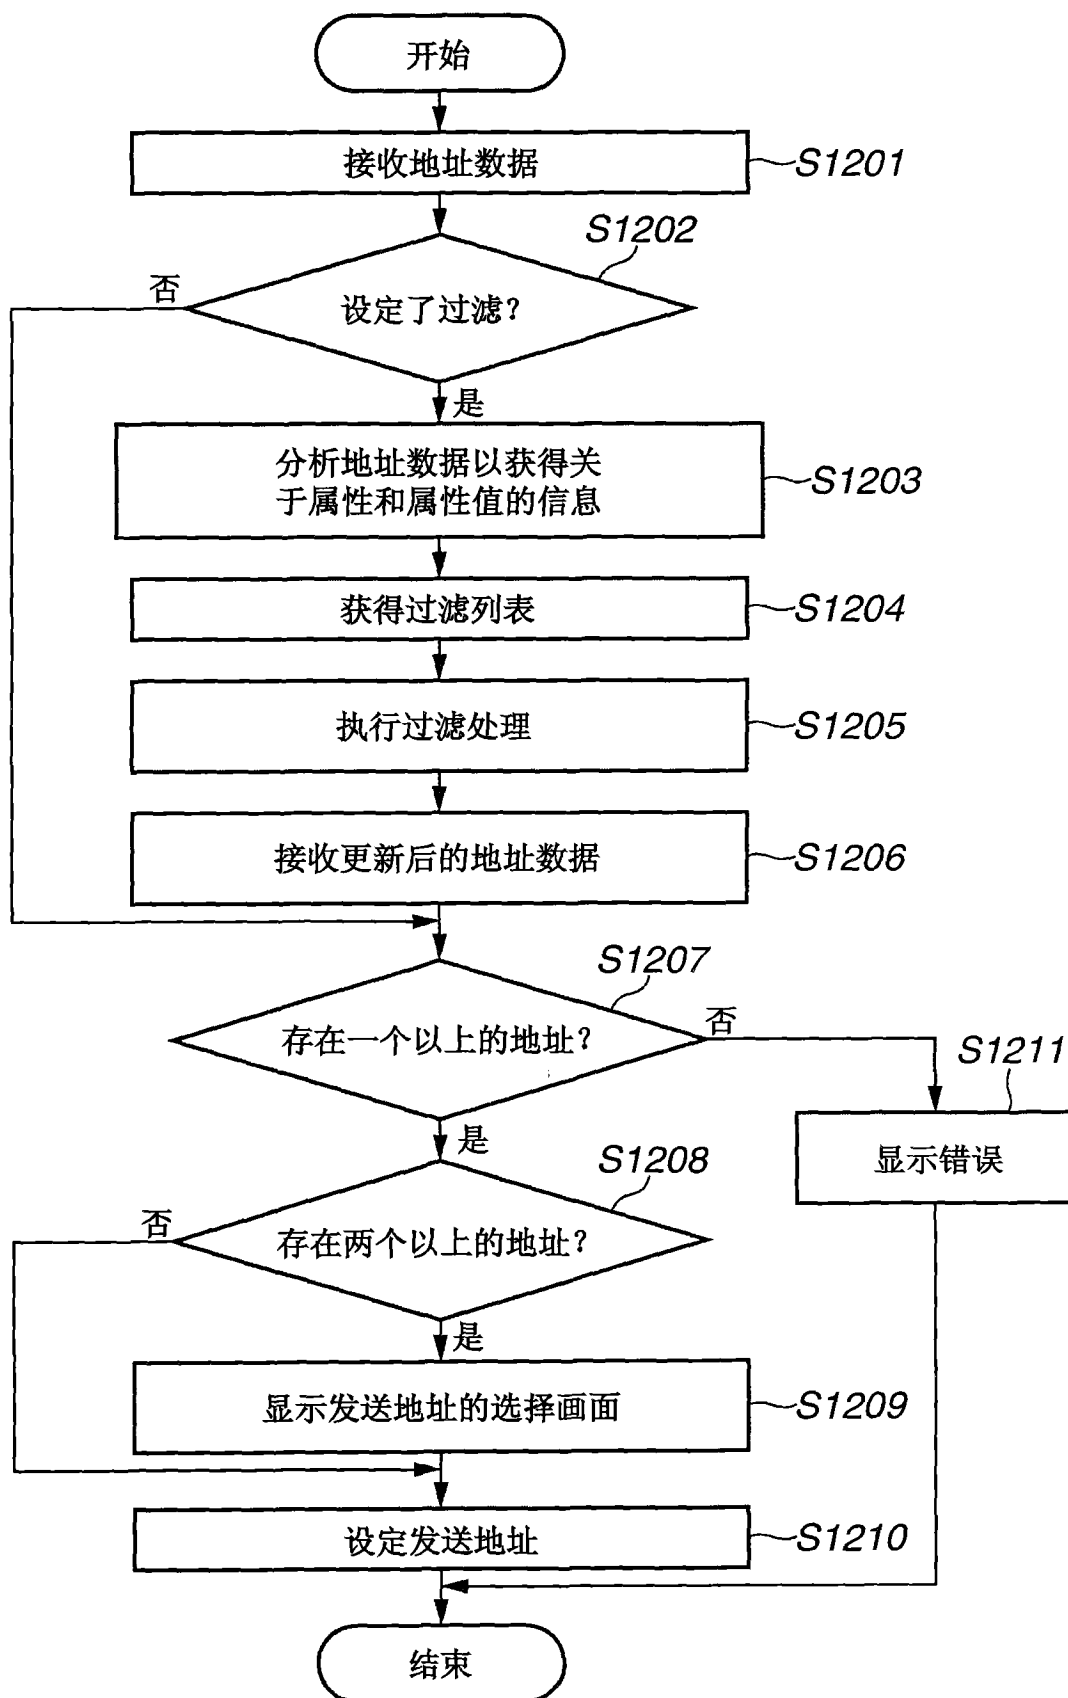 开始
接收地址数据
S1201
S1202
设定了过滤?
否
是
分析地址数据以获得关
于属性和属性值的信息
S1203
获得过滤列表
S1204
执行过滤处理
S1205
接收更新后的地址数据
S1206
S1207
存在一个以上的地址?
否
是
S1211
显示错误
S1208
存在两个以上的地址?
否
是
显示发送地址的选择画面
S1209
设定发送地址
S1210
结束